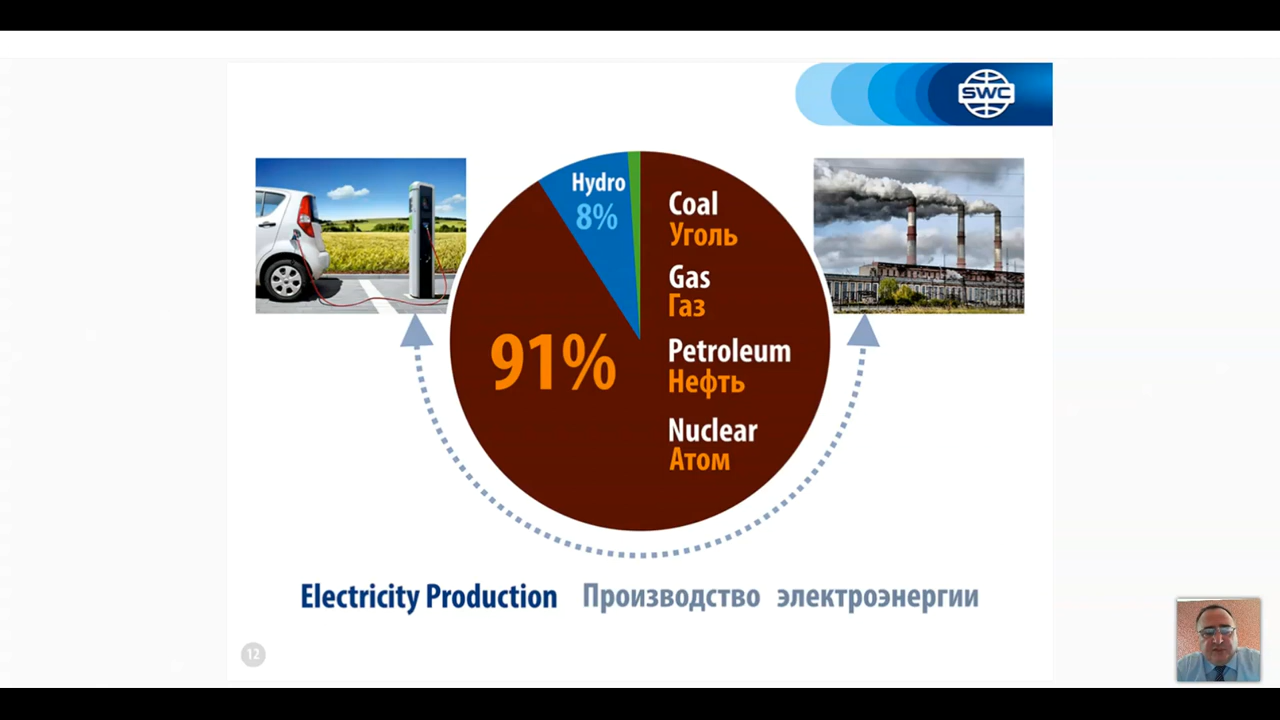 SWC
Hydro
8%
91%
Coal
Уголь
Gas
Газ
Petroleum
Нефть
Nuclear
Атом
Electricity Production Производство электроэнергии
12